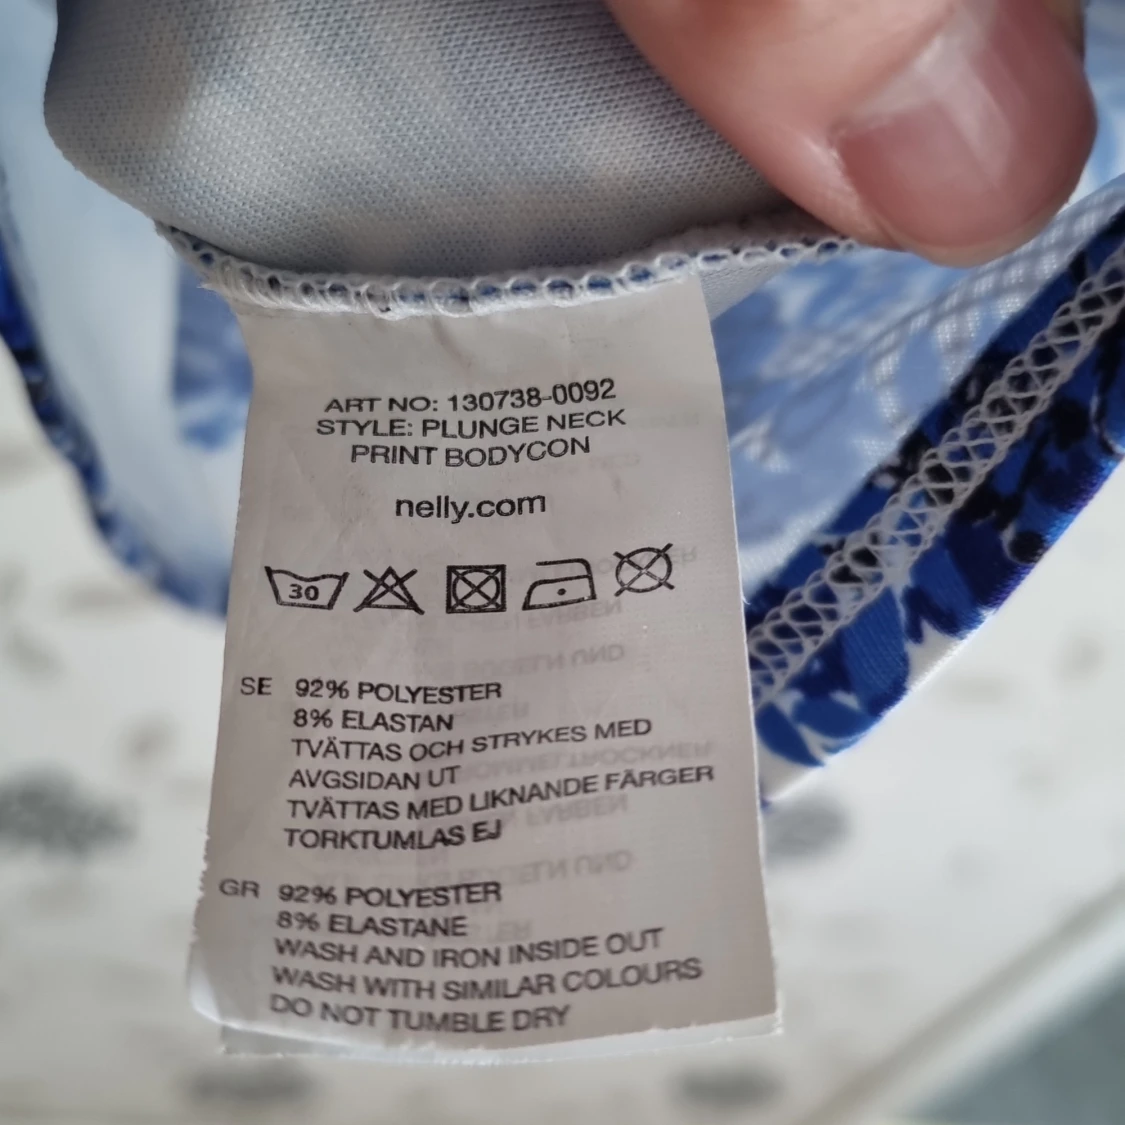 ART NO: 130738-0092
STYLE: PLUNGE NECK
PRINT BODYCON
nelly.com
30
SE 92% POLYESTER
8% ELASTAN
TVÄTTAS OCH STRYKES MED
AVGSIDAN UT
TVÄTTAS MED LIKNANDE FÄRGER
TORKTUMLAS EJ
GR 92% POLYESTER
8% ELASTANE
WASH AND IRON INSIDE OUT
WASH WITH SIMILAR COLOURS
DO NOT TUMBLE DRY